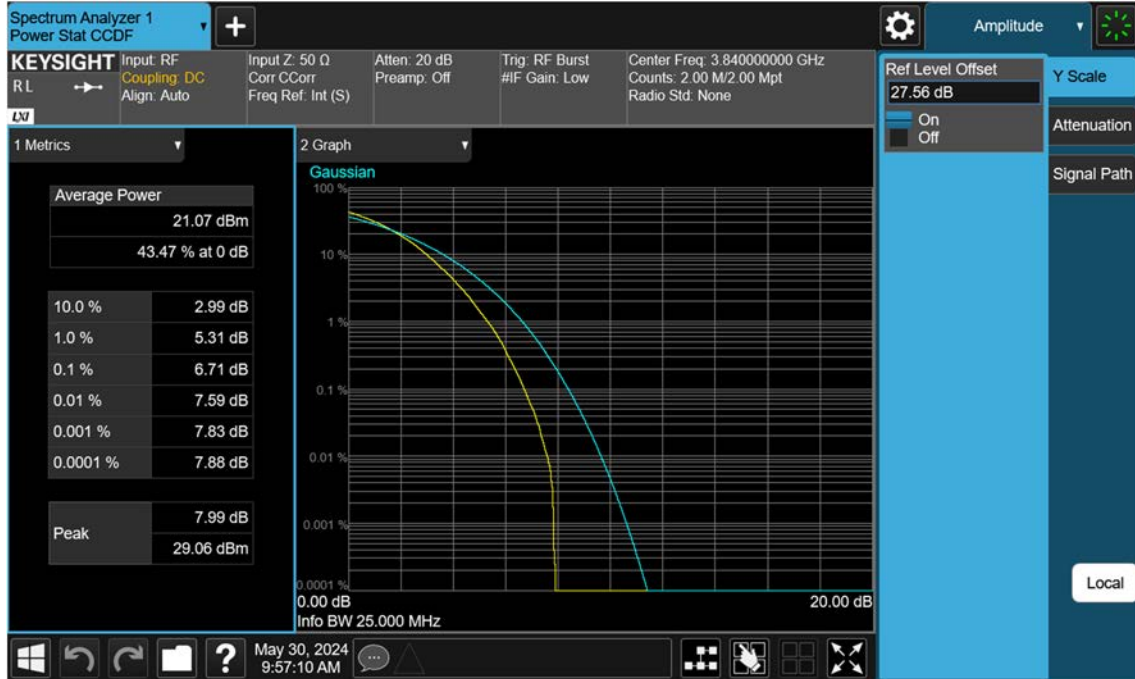 Spectrum Analyzer 1
Power Stat CCDF
Amplitude
KEYSIGHT
R L
LXI
Input: RF
Coupling: DC
Align: Auto
Input Z: 50 Ω
Corr CCorr
Freq Ref: Int (S)
Atten: 20 dB
Preamp: Off
Trig: RF Burst
#IF Gain: Low
Center Freq: 3.840000000 GHz
Counts: 2.00 M/2.00 Mpt
Radio Std: None
Ref Level Offset
27.56 dB
On
Off
Y Scale
Attenuation
Signal Path
1 Metrics
Average Power
21.07 dBm
43.47 % at 0 dB
10.0 % 2.99 dB
1.0 % 5.31 dB
0.1 % 6.71 dB
0.01 % 7.59 dB
0.001 % 7.83 dB
0.0001 % 7.88 dB
Peak
7.99 dB
29.06 dBm
2 Graph
Gaussian
100 %
10 %
1 %
0.1 %
0.01 %
0.001 %
0.0001 %
0.00 dB 20.00 dB
Info BW 25.000 MHz
Local
?
May 30, 2024
9:57:10 AM